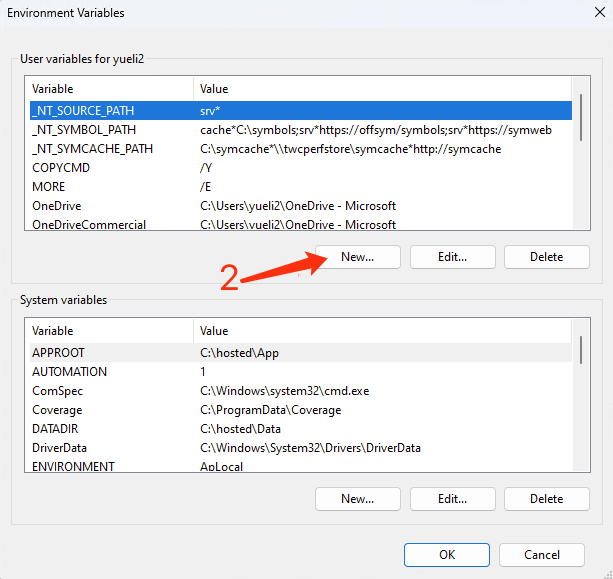 Environment Variables
User variables for yueli2
Variable Value
_NT_SOURCE_PATH srv*
_NT_SYMBOL_PATH cache*C:\symbols;srv*https://offsym/symbols;srv*https://symweb
_NT_SYMCACHE_PATH C:\symcache*\\twcperfstore\symcache*http://symcache
COPYCMD /Y
MORE /E
OneDrive C:\Users\yueli2\OneDrive - Microsoft
OneDriveCommercial C:\Users\yueli2\OneDrive - Microsoft
2 New... Edit... Delete
System variables
Variable Value
APPROOT C:\hosted\App
AUTOMATION 1
ComSpec C:\Windows\system32\cmd.exe
Coverage C:\ProgramData\Coverage
DATADIR C:\hosted\Data
DriverData C:\Windows\System32\Drivers\DriverData
ENVIRONMENT ApLocal
New... Edit... Delete
OK Cancel